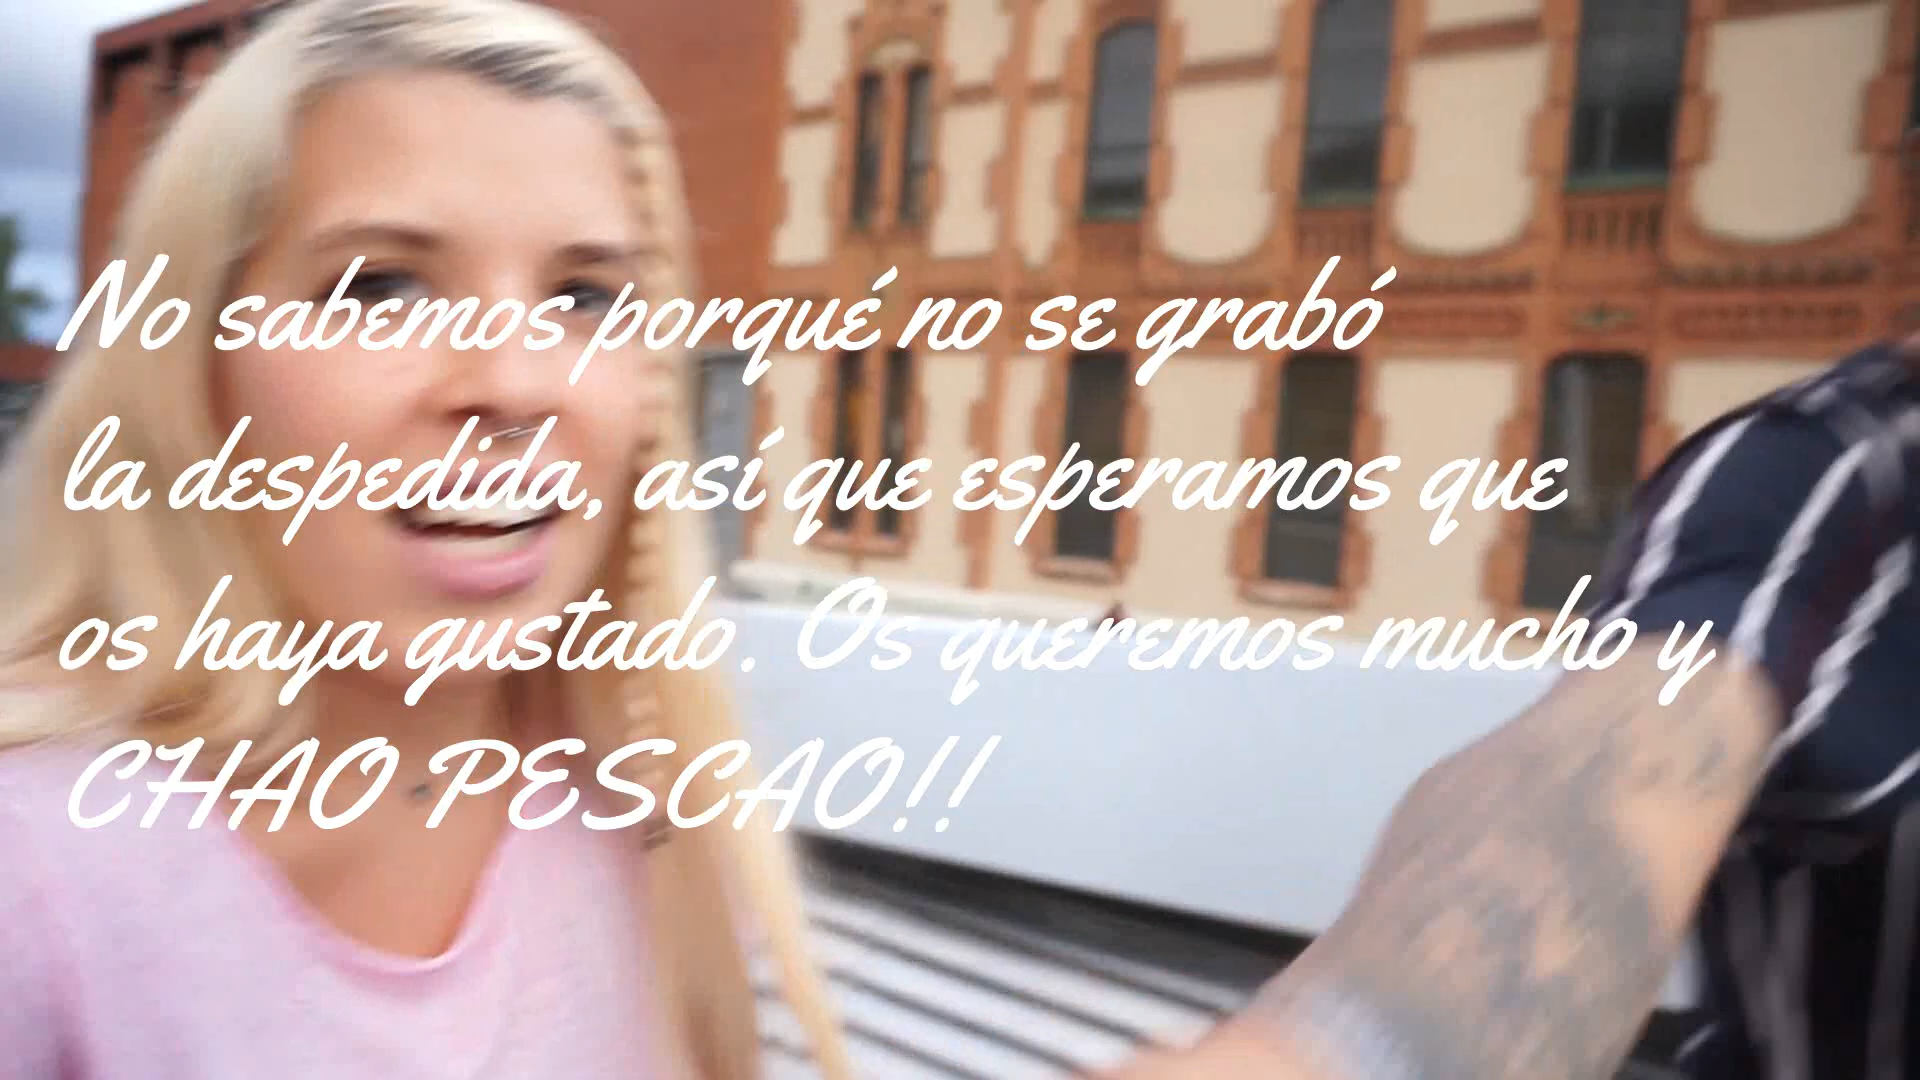 No sabemos porqué no se grabó
la despedida, así que esperamos que
os haya gustado. Os queremos mucho y
CHAO PESCAO!!